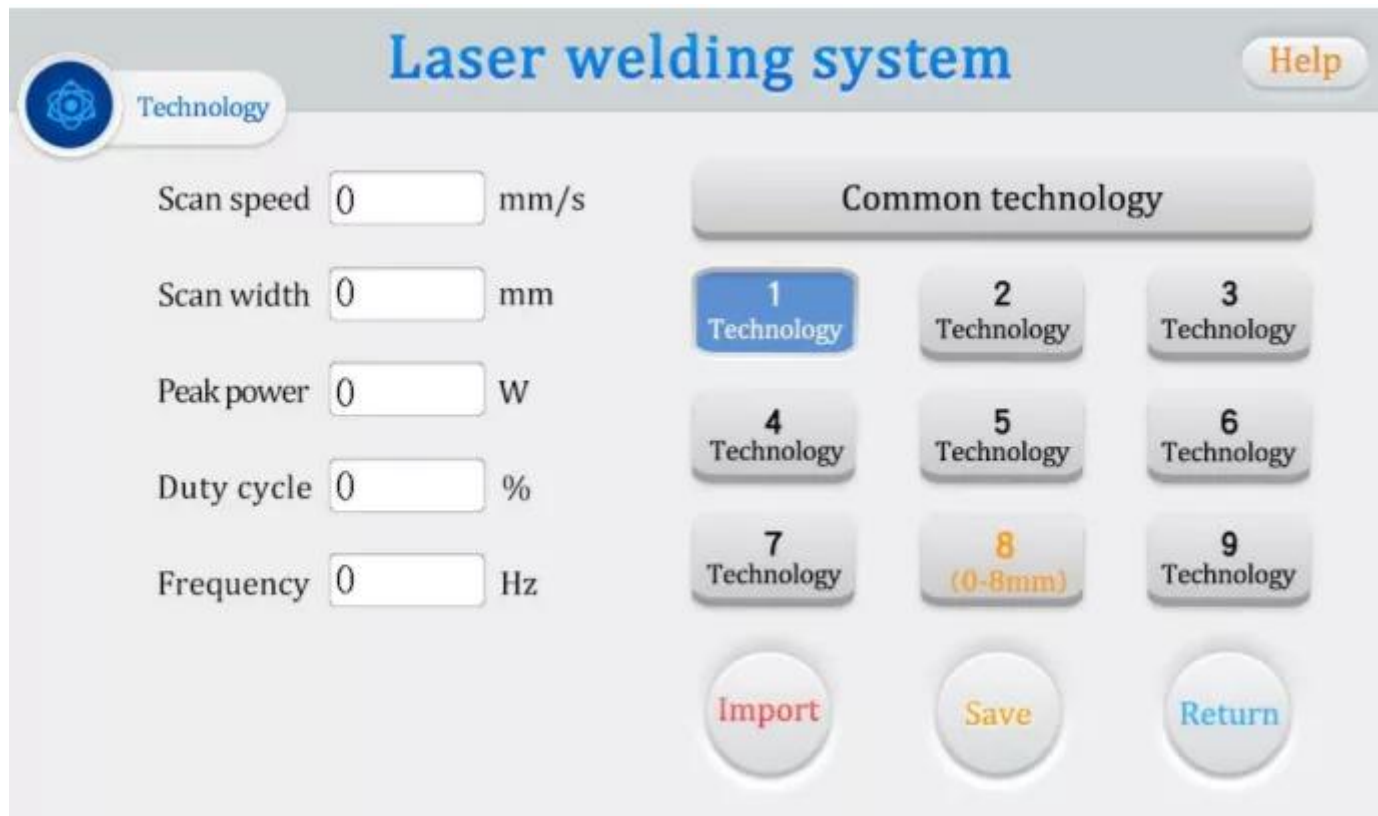 Laser welding system
Help
Technology
Scan speed 0 mm/s
Scan width 0 mm
Peak power 0 W
Duty cycle 0 %
Frequency 0 Hz
Common technology
1
Technology
2
Technology
3
Technology
4
Technology
5
Technology
6
Technology
7
Technology
8
(0-8mm)
9
Technology
Import
Save
Return